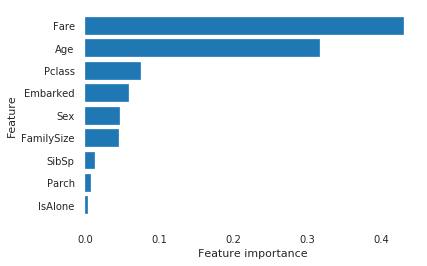 Feature
Fare
Age
Pclass
Embarked
Sex
FamilySize
SibSp
Parch
IsAlone
0.0 0.1 0.2 0.3 0.4
Feature importance